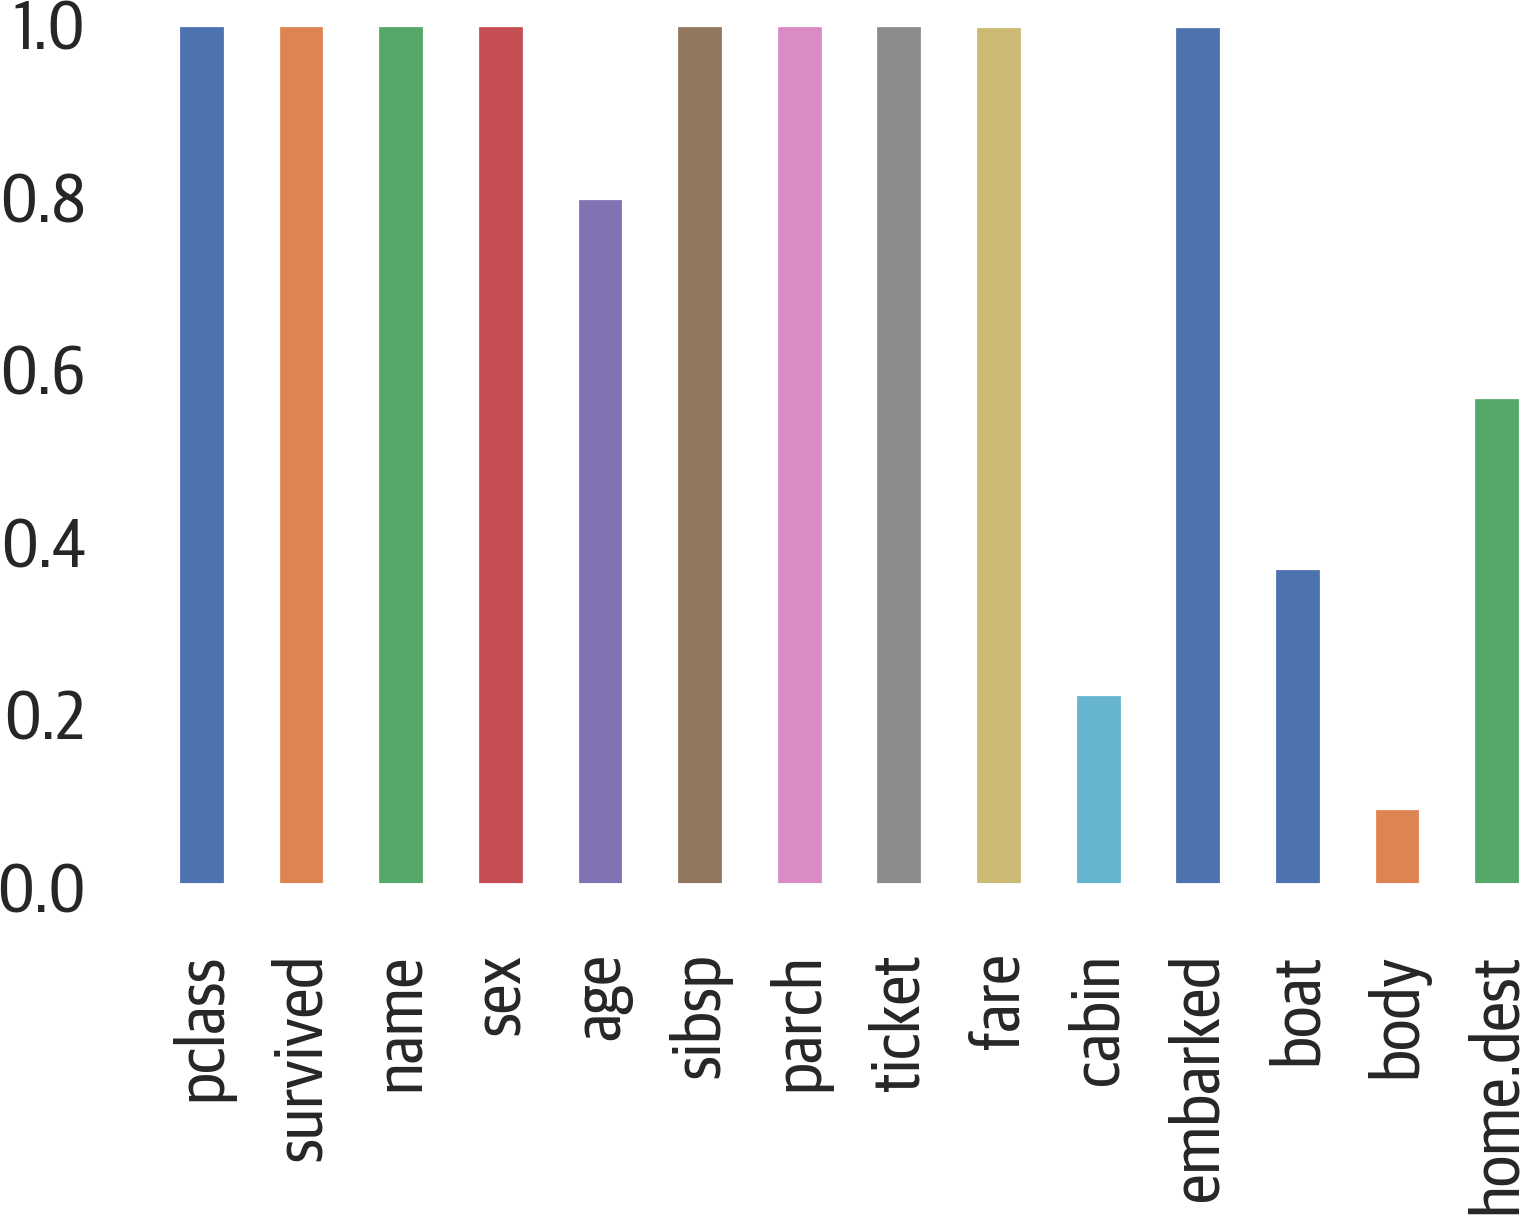 1.0
0.8
0.6
0.4
0.2
0.0
pclass
survived
name
sex
age
sibsp
parch
ticket
fare
cabin
embarked
boat
body
home.dest